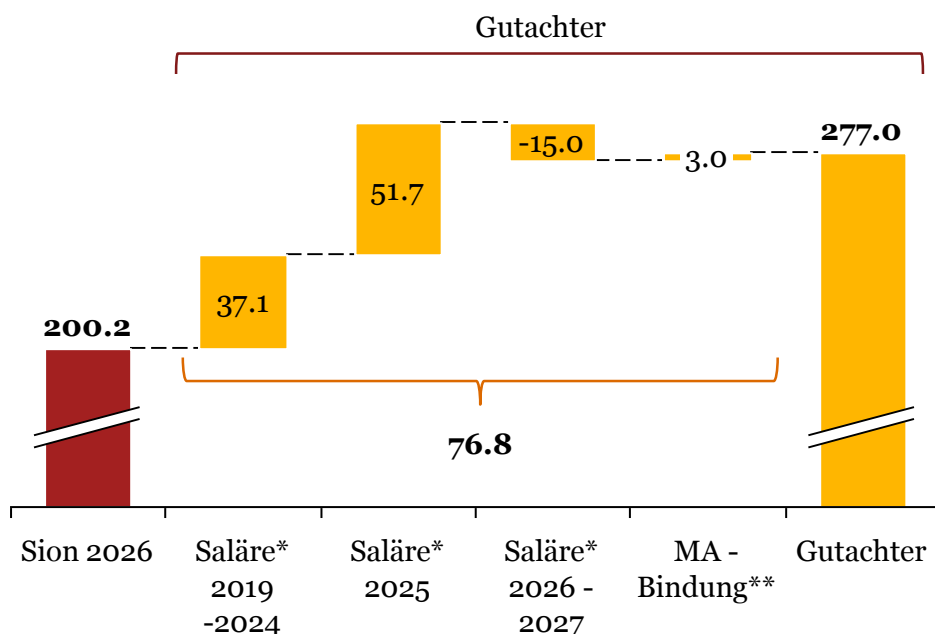 Gutachter
200.2
37.1
51.7
-15.0
3.0
277.0
76.8
Sion 2026
Saläre*
2019
-2024
Saläre*
2025
Saläre*
2026 -
2027
MA -
Bindung**
Gutachter